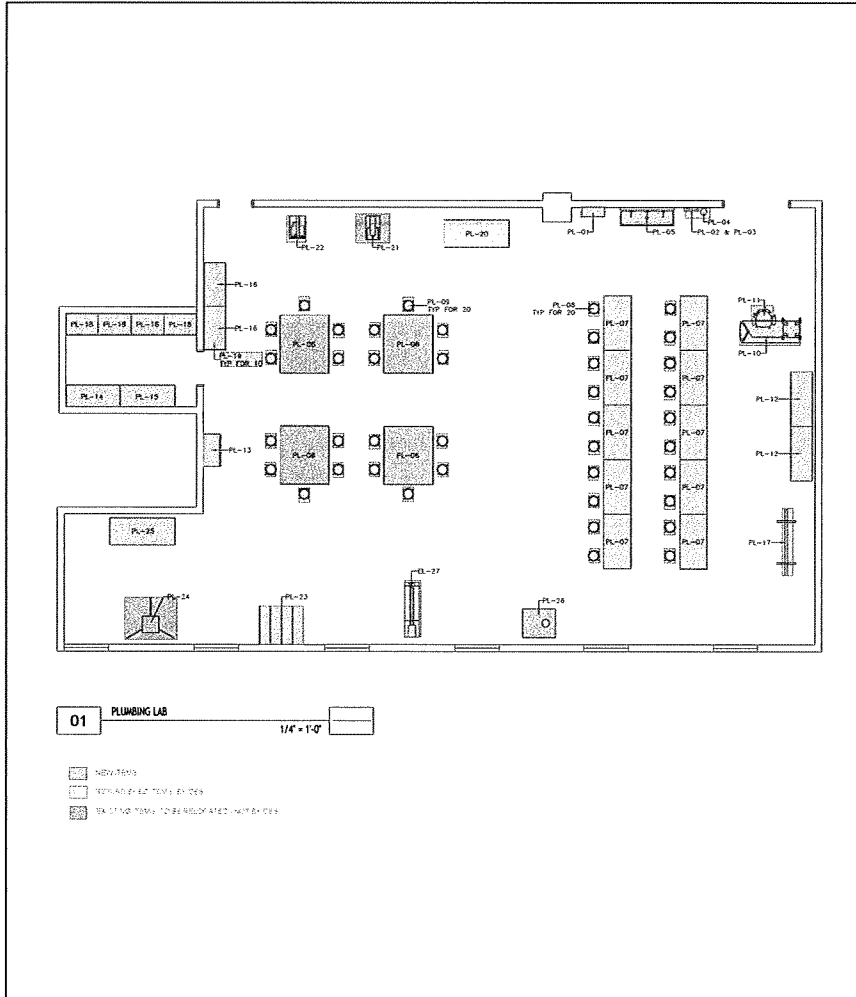 PL-22
PL-21
PL-20
PL-01
PL-05
PL-02 & PL-03
PL-04
PL-16
PL-16
PL-19
TYP FOR 10
PL-18 PL-18 PL-18 PL-18
PL-14 PL-15
PL-13
PL-09
TYP FOR 20
PL-06 PL-06
PL-06 PL-06
PL-08
TYP FOR 20
PL-07 PL-07
PL-07 PL-07
PL-07 PL-07
PL-07 PL-07
PL-07 PL-07
PL-11
PL-10
PL-12
PL-12
PL-17
PL-25
PL-24
PL-23
PL-27
PL-26
01
PLUMBING LAB
1/4" = 1'-0"
NEW ITEMS